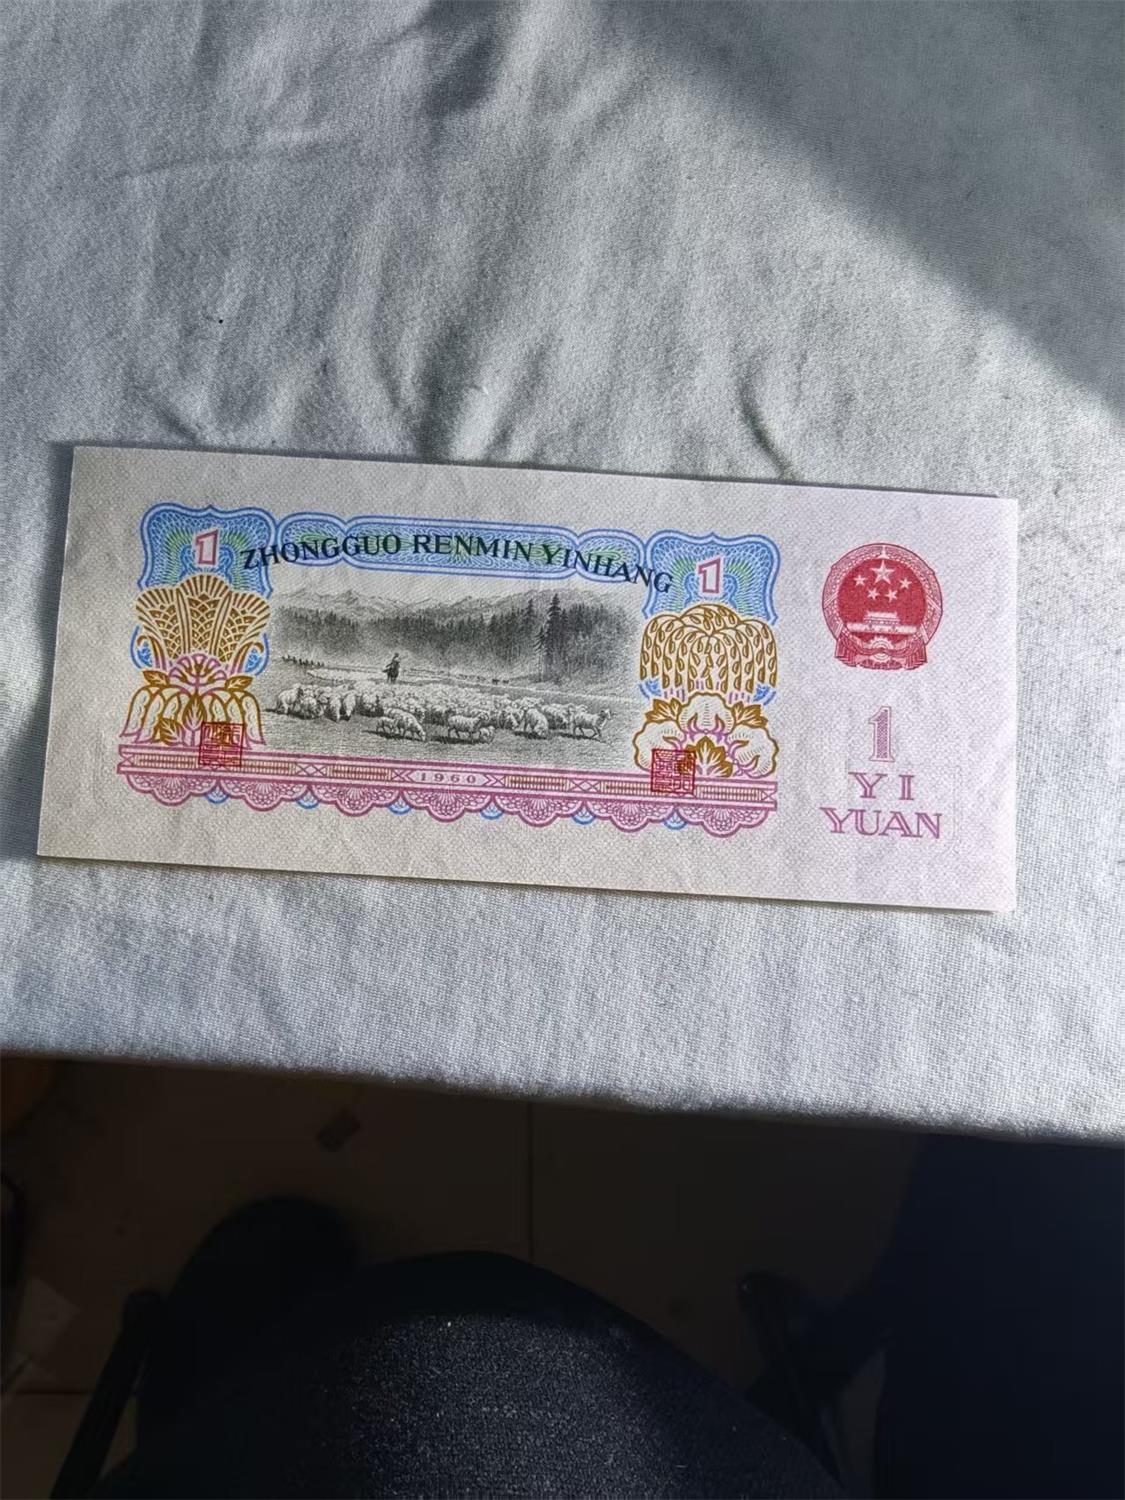 1 ZHONGGUO RENMIN YINHANG 1
1960
1
YI
YUAN